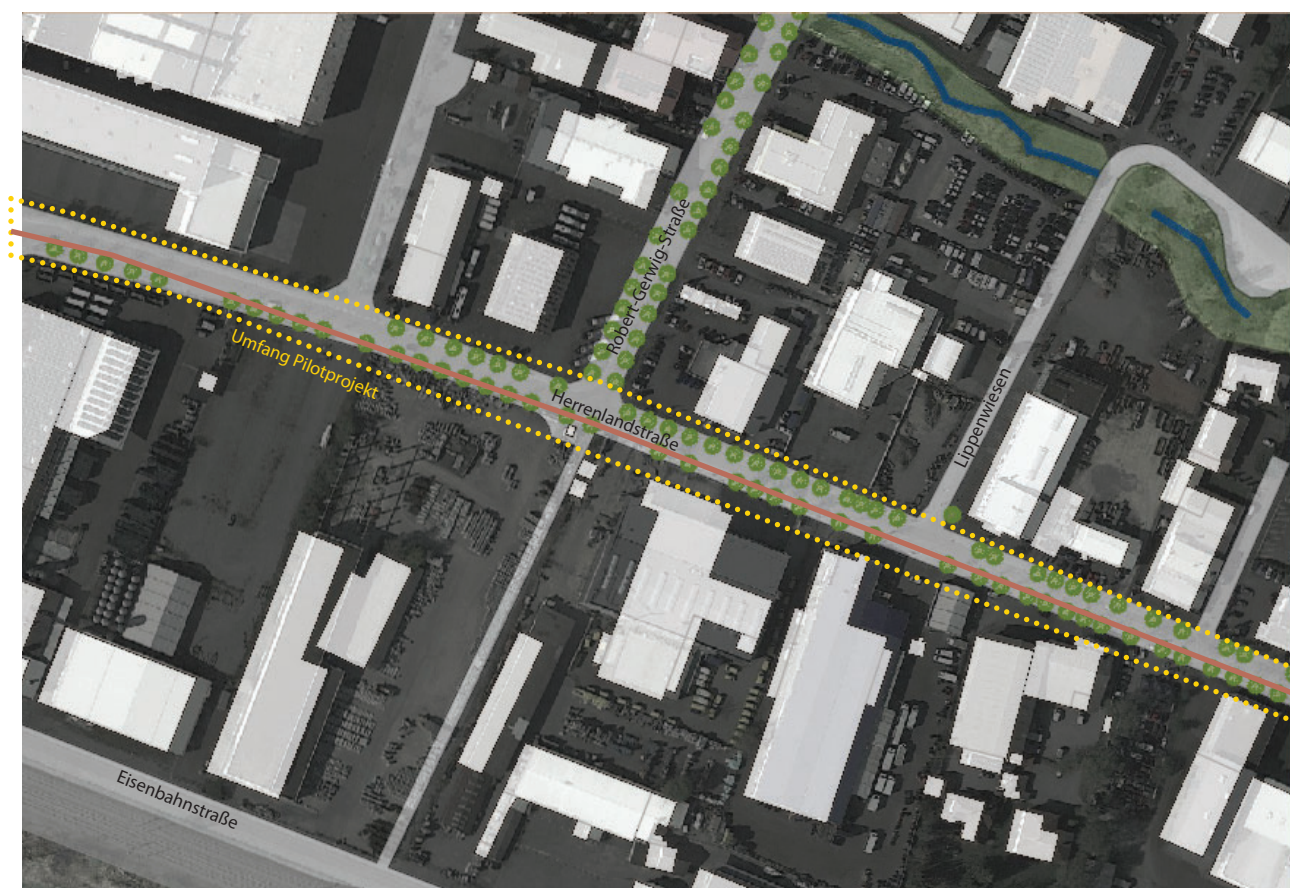 Robert-Gerwig-Straße
Umfang Pilotprojekt
Herrenlandstraße
Lippenwiesen
Eisenbahnstraße